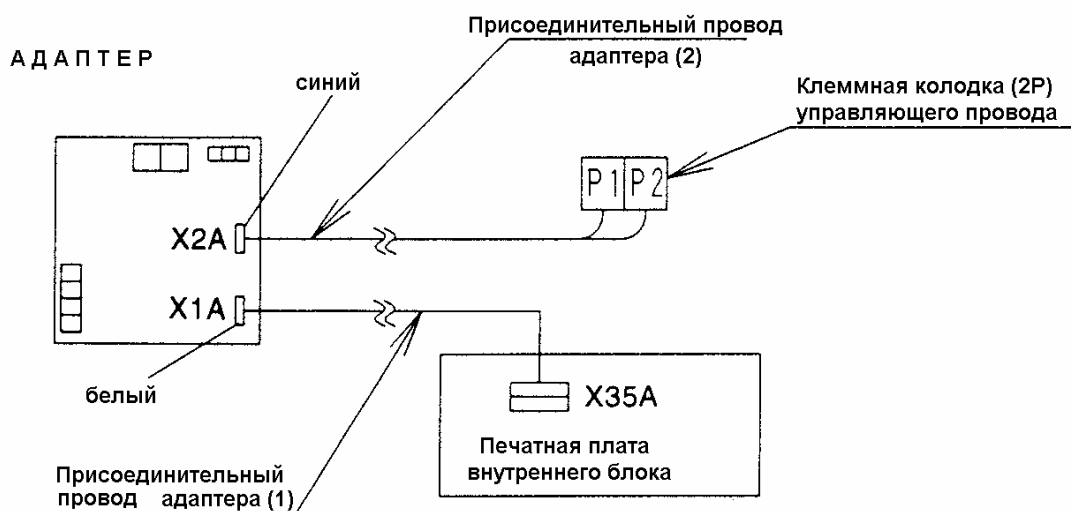 Присоединительный провод
адаптера (2)
АДАПТЕР
синий
Клеммная колодка (2P)
управляющего провода
P1 P2
X2A
X1A
белый
X35A
Печатная плата
внутреннего блока
Присоединительный
провод адаптера (1)